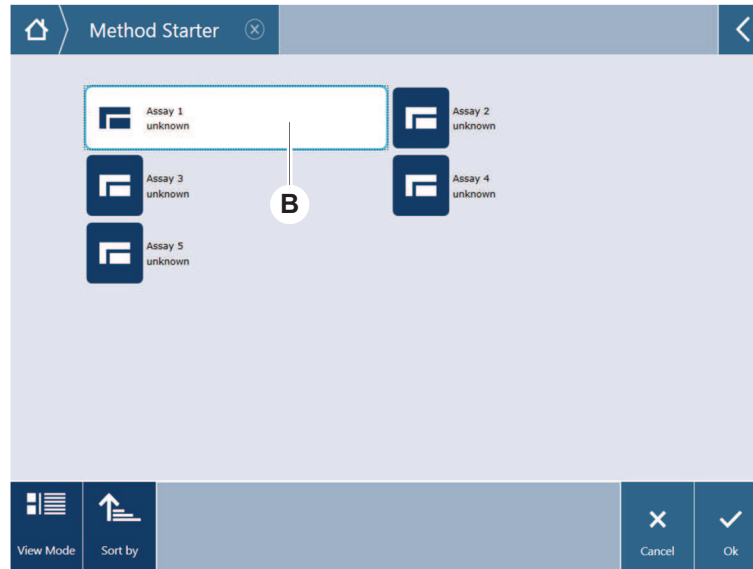 Method Starter
Assay 1
unknown
Assay 2
unknown
B
Assay 3
unknown
Assay 4
unknown
Assay 5
unknown
View Mode
Sort by
Cancel
Ok